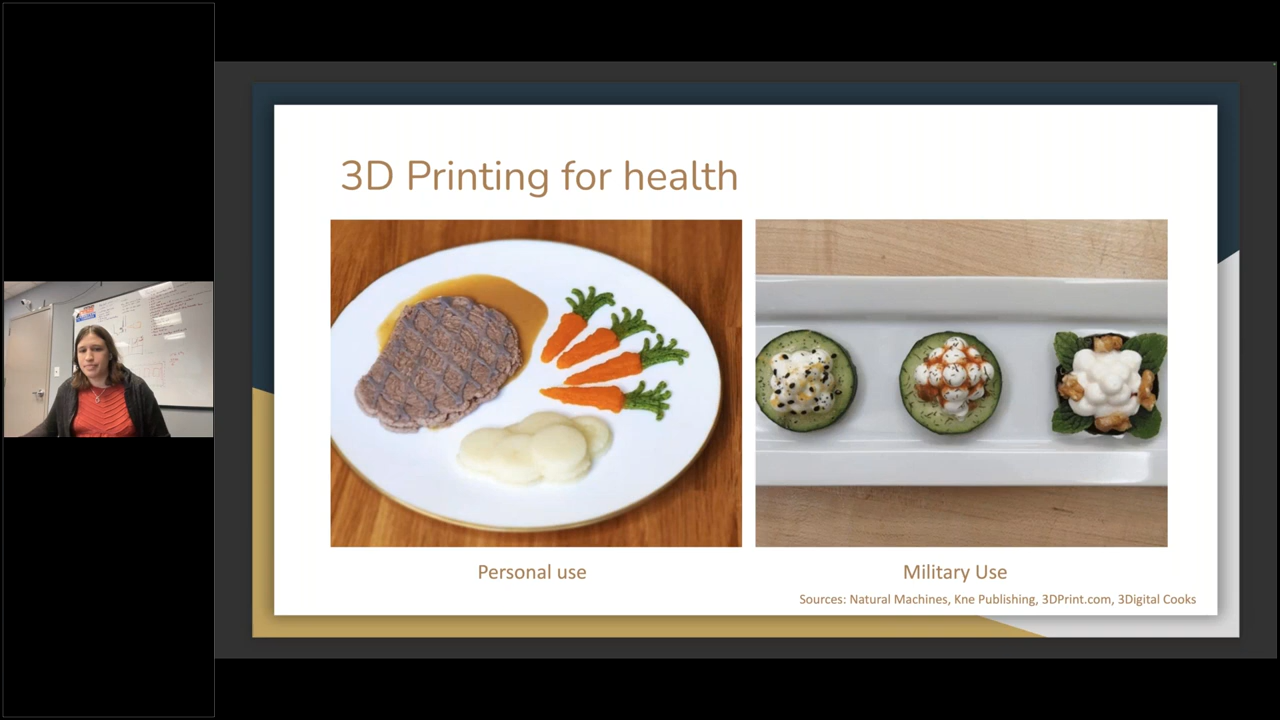 3D Printing for health
Personal use
Military Use
Sources: Natural Machines, Kne Publishing, 3DPrint.com, 3Digital Cooks